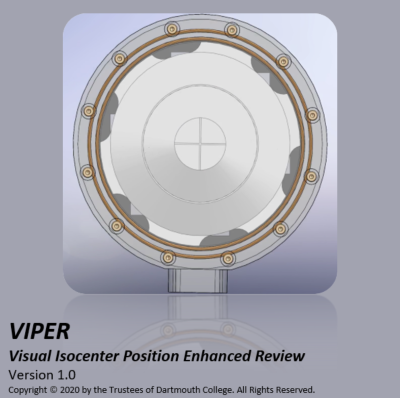 VIPER
Visual Isocenter Position Enhanced Review
Version 1.0
Copyright © 2020 by the Trustees of Dartmouth College. All Rights Reserved.